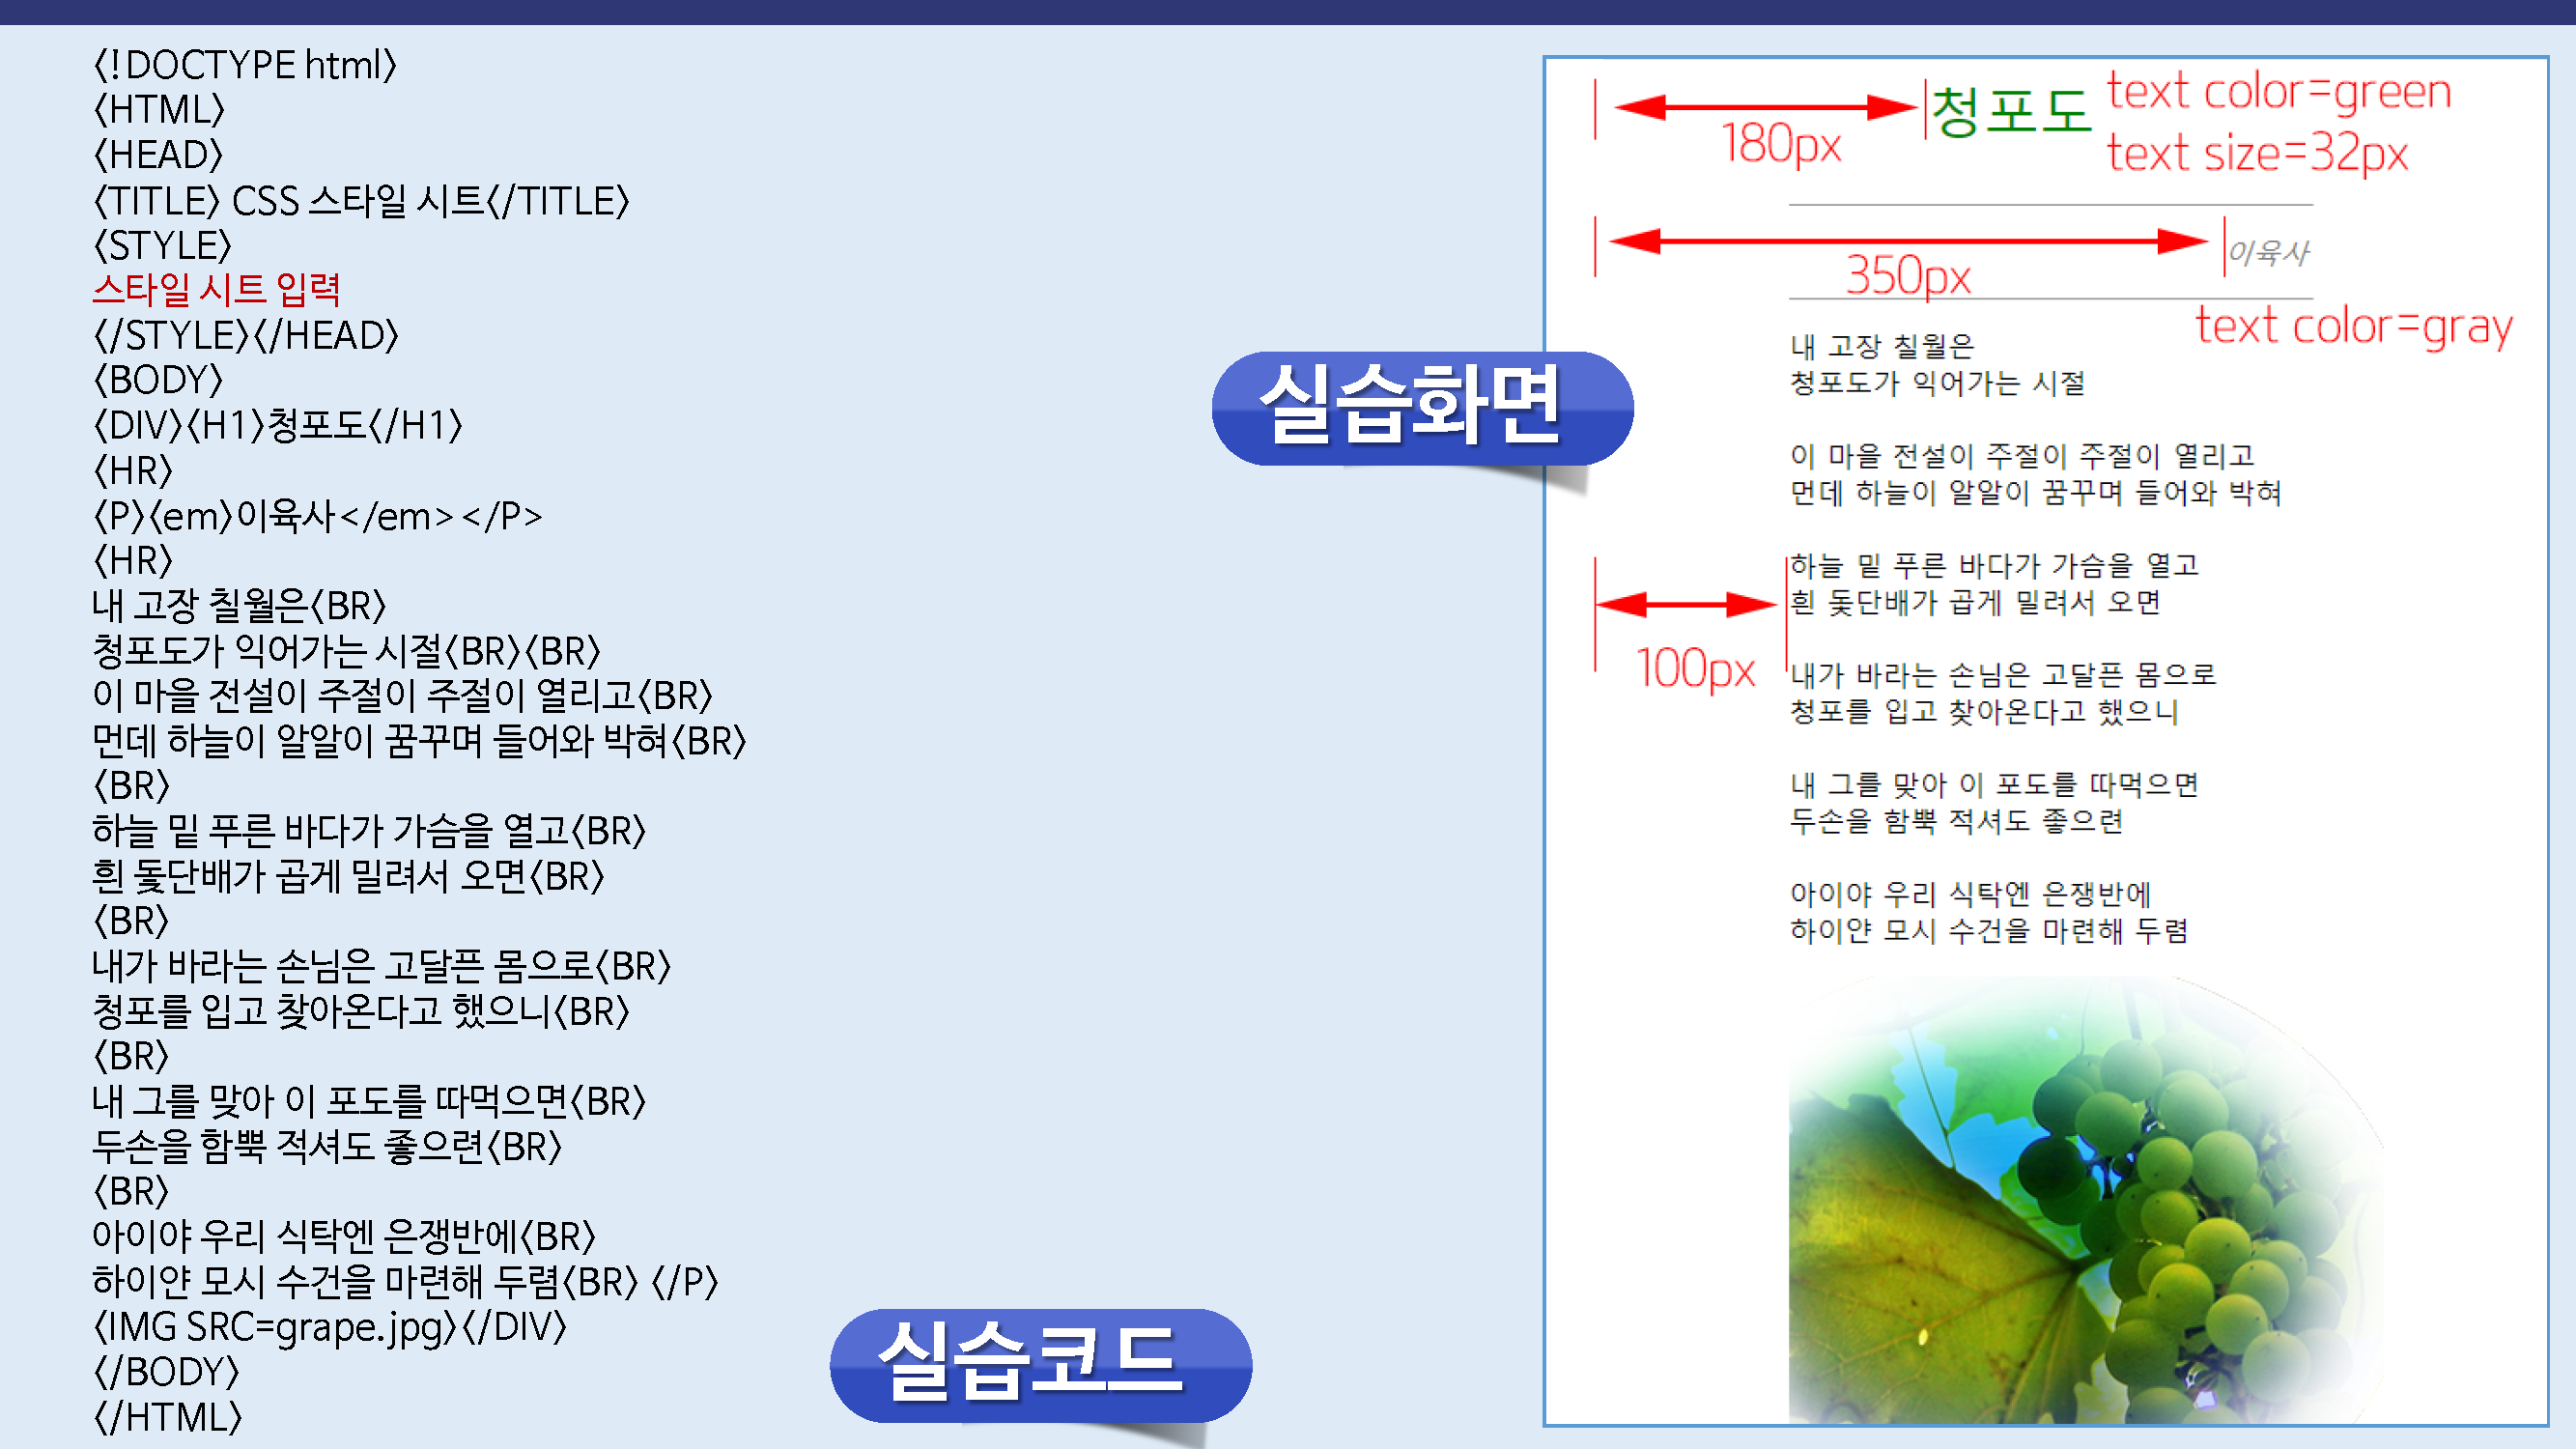 <!DOCTYPE html>
<HTML>
<HEAD>
<TITLE> CSS 스타일 시트</TITLE>
<STYLE>
스타일 시트 입력
</STYLE></HEAD>
<BODY>
<DIV><H1>청포도</H1>
<HR>
<P><em>이육사</em></P>
<HR>
내 고장 칠월은<BR>
청포도가 익어가는 시절<BR><BR>
이 마을 전설이 주절이 주절이 열리고<BR>
먼데 하늘이 알알이 꿈꾸며 들어와 박혀<BR>
<BR>
하늘 밑 푸른 바다가 가슴을 열고<BR>
흰 돛단배가 곱게 밀려서 오면<BR>
<BR>
내가 바라는 손님은 고달픈 몸으로<BR>
청포를 입고 찾아온다고 했으니<BR>
<BR>
내 그를 맞아 이 포도를 따먹으면<BR>
두손을 함뿍 적셔도 좋으련<BR>
<BR>
아이야 우리 식탁엔 은쟁반에<BR>
하이얀 모시 수건을 마련해 두렴<BR> </P>
<IMG SRC=grape.jpg></DIV>
</BODY>
</HTML>
실습코드
실습화면
청포도 text color=green
180px text size=32px
이육사
350px
text color=gray
내 고장 칠월은
청포도가 익어가는 시절
이 마을 전설이 주절이 주절이 열리고
먼데 하늘이 알알이 꿈꾸며 들어와 박혀
하늘 밑 푸른 바다가 가슴을 열고
흰 돛단배가 곱게 밀려서 오면
100px
내가 바라는 손님은 고달픈 몸으로
청포를 입고 찾아온다고 했으니
내 그를 맞아 이 포도를 따먹으면
두손을 함뿍 적셔도 좋으련
아이야 우리 식탁엔 은쟁반에
하이얀 모시 수건을 마련해 두렴